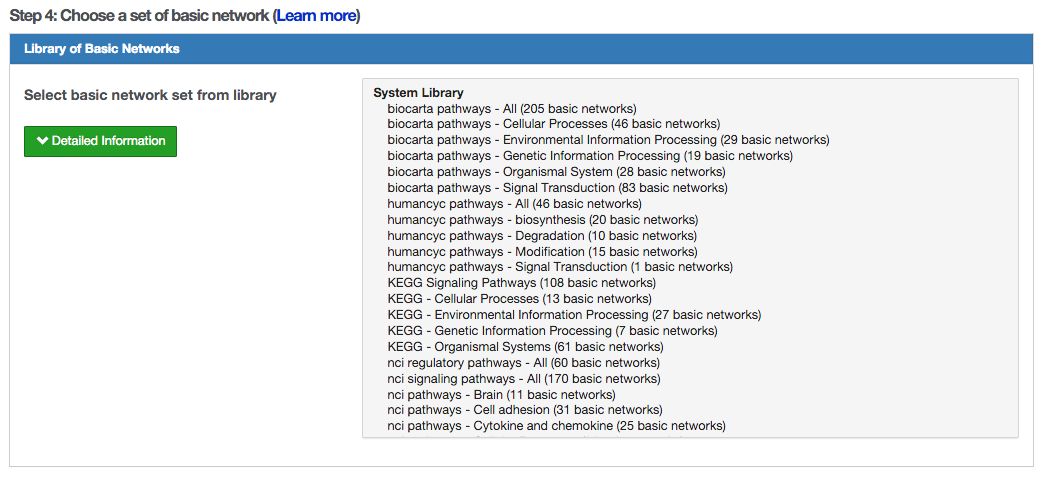 Step 4: Choose a set of basic network (Learn more)
Library of Basic Networks
Select basic network set from library
Detailed Information
System Library
biocarta pathways - All (205 basic networks)
biocarta pathways - Cellular Processes (46 basic networks)
biocarta pathways - Environmental Information Processing (29 basic networks)
biocarta pathways - Genetic Information Processing (19 basic networks)
biocarta pathways - Organismal System (28 basic networks)
biocarta pathways - Signal Transduction (83 basic networks)
humancyc pathways - All (46 basic networks)
humancyc pathways - biosynthesis (20 basic networks)
humancyc pathways - Degradation (10 basic networks)
humancyc pathways - Modification (15 basic networks)
humancyc pathways - Signal Transduction (1 basic networks)
KEGG Signaling Pathways (108 basic networks)
KEGG - Cellular Processes (13 basic networks)
KEGG - Environmental Information Processing (27 basic networks)
KEGG - Genetic Information Processing (7 basic networks)
KEGG - Organismal Systems (61 basic networks)
nci regulatory pathways - All (60 basic networks)
nci signaling pathways - All (170 basic networks)
nci pathways - Brain (11 basic networks)
nci pathways - Cell adhesion (31 basic networks)
nci pathways - Cytokine and chemokine (25 basic networks)